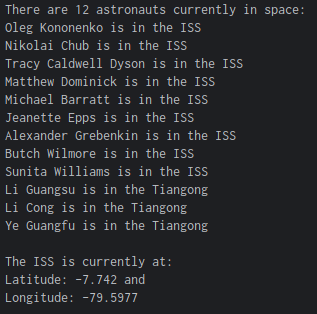 There are 12 astronauts currently in space:
Oleg Kononenko is in the ISS
Nikolai Chub is in the ISS
Tracy Caldwell Dyson is in the ISS
Matthew Dominick is in the ISS
Michael Barratt is in the ISS
Jeanette Epps is in the ISS
Alexander Grebenkin is in the ISS
Butch Wilmore is in the ISS
Sunita Williams is in the ISS
Li Guangsu is in the Tiangong
Li Cong is in the Tiangong
Ye Guangfu is in the Tiangong

The ISS is currently at:
Latitude: -7.742 and
Longitude: -79.5977